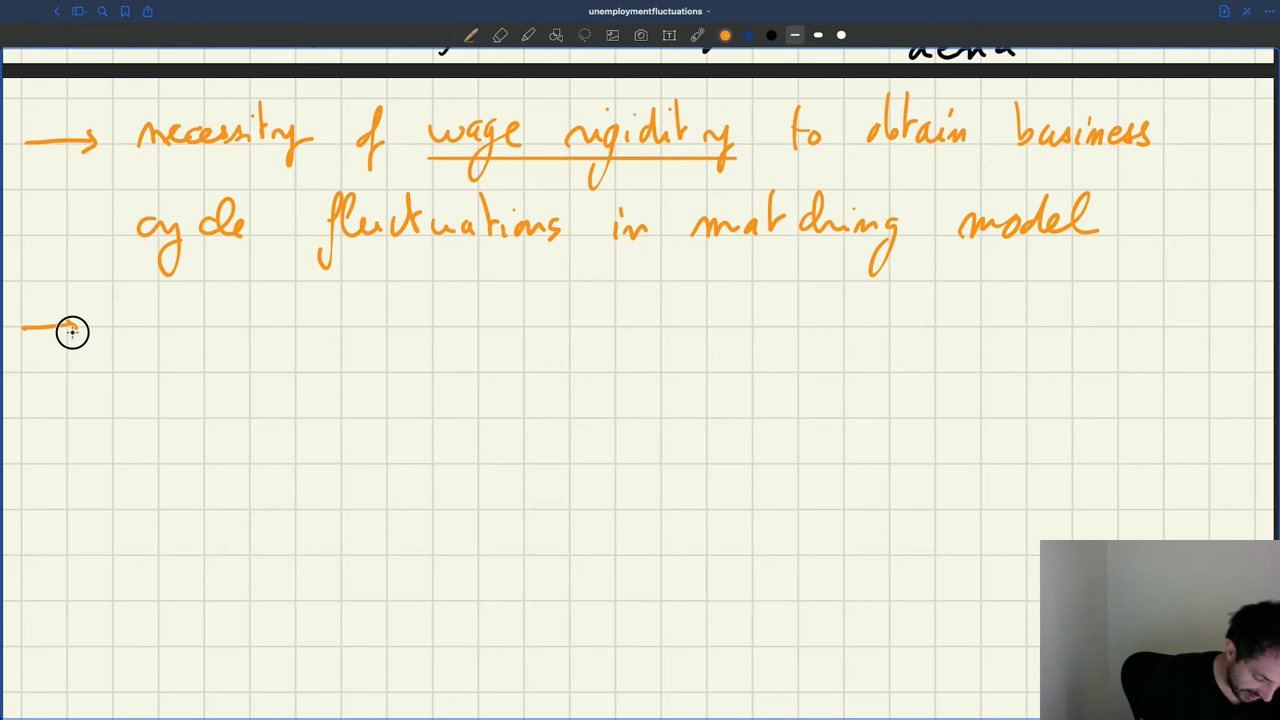 unemploymentfluctuations
→ necessity of wage rigidity to obtain business
cycle fluctuations in matching model
→